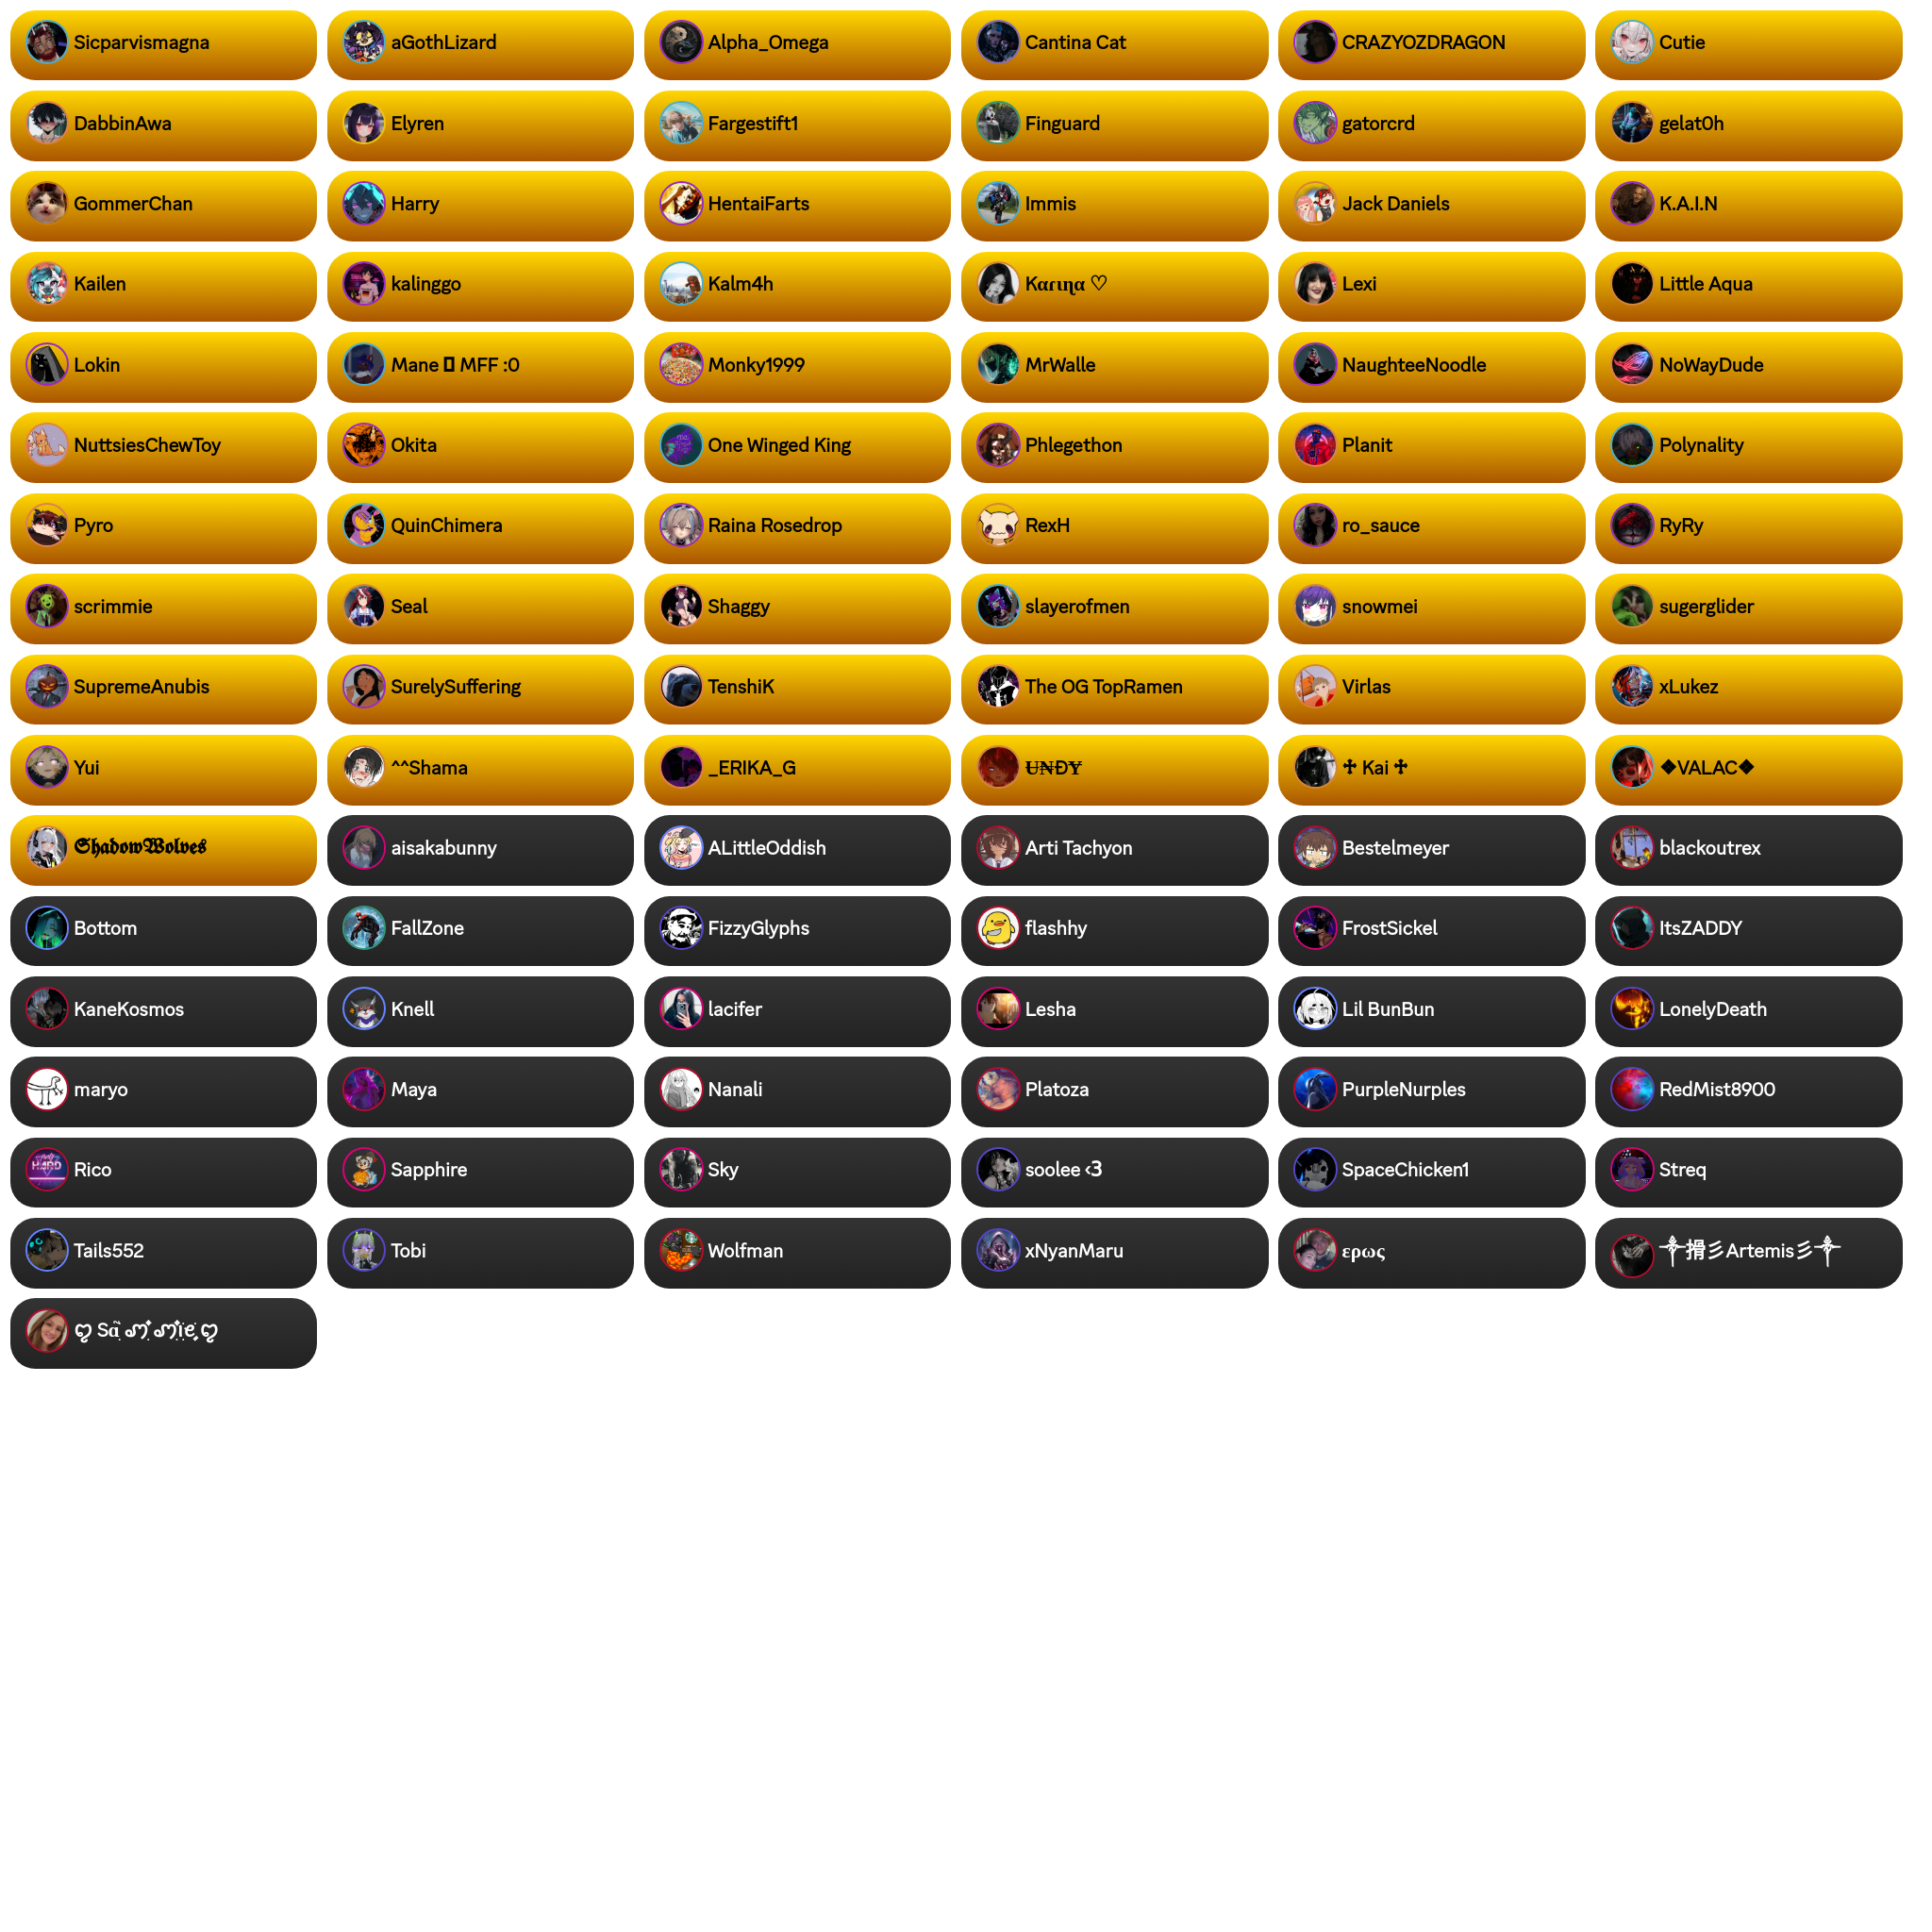 Sicparvismagna
aGothLizard
Alpha_Omega
Cantina Cat
CRAZYOZDRAGON
Cutie
DabbinAwa
Elyren
Fargestift1
Finguard
gatorcrd
gelat0h
GommerChan
Harry
HentaiFarts
Immis
Jack Daniels
K.A.I.N
Kailen
kalinggo
Kalm4h
Kαɾιɳα ♡
Lexi
Little Aqua
Lokin
Mane ▯ MFF :0
Monky1999
MrWalle
NaughteeNoodle
NoWayDude
NuttsiesChewToy
Okita
One Winged King
Phlegethon
Planit
Polynality
Pyro
QuinChimera
Raina Rosedrop
RexH
ro_sauce
RyRy
scrimmie
Seal
Shaggy
slayerofmen
snowmei
sugerglider
SupremeAnubis
SurelySuffering
TenshiK
The OG TopRamen
Virlas
xLukez
Yui
^^Shama
_ERIKA_G
U̶₦ĐɎ
♱ Kai ♱
❖VALAC❖
𝕾𝖍𝖆𝖉𝖔𝖜𝖂𝖔𝖑𝖛𝖊𝖘
aisakabunny
ALittleOddish
Arti Tachyon
Bestelmeyer
blackoutrex
Bottom
FallZone
FizzyGlyphs
flashhy
FrostSickel
ItsZADDY
KaneKosmos
Knell
lacifer
Lesha
Lil BunBun
LonelyDeath
maryo
Maya
Nanali
Platoza
PurpleNurples
RedMist8900
Rico
HARD
Sapphire
Sky
soolee <3
SpaceChicken1
Streq
Tails552
Tobi
Wolfman
xNyanMaru
ερως
Artemis